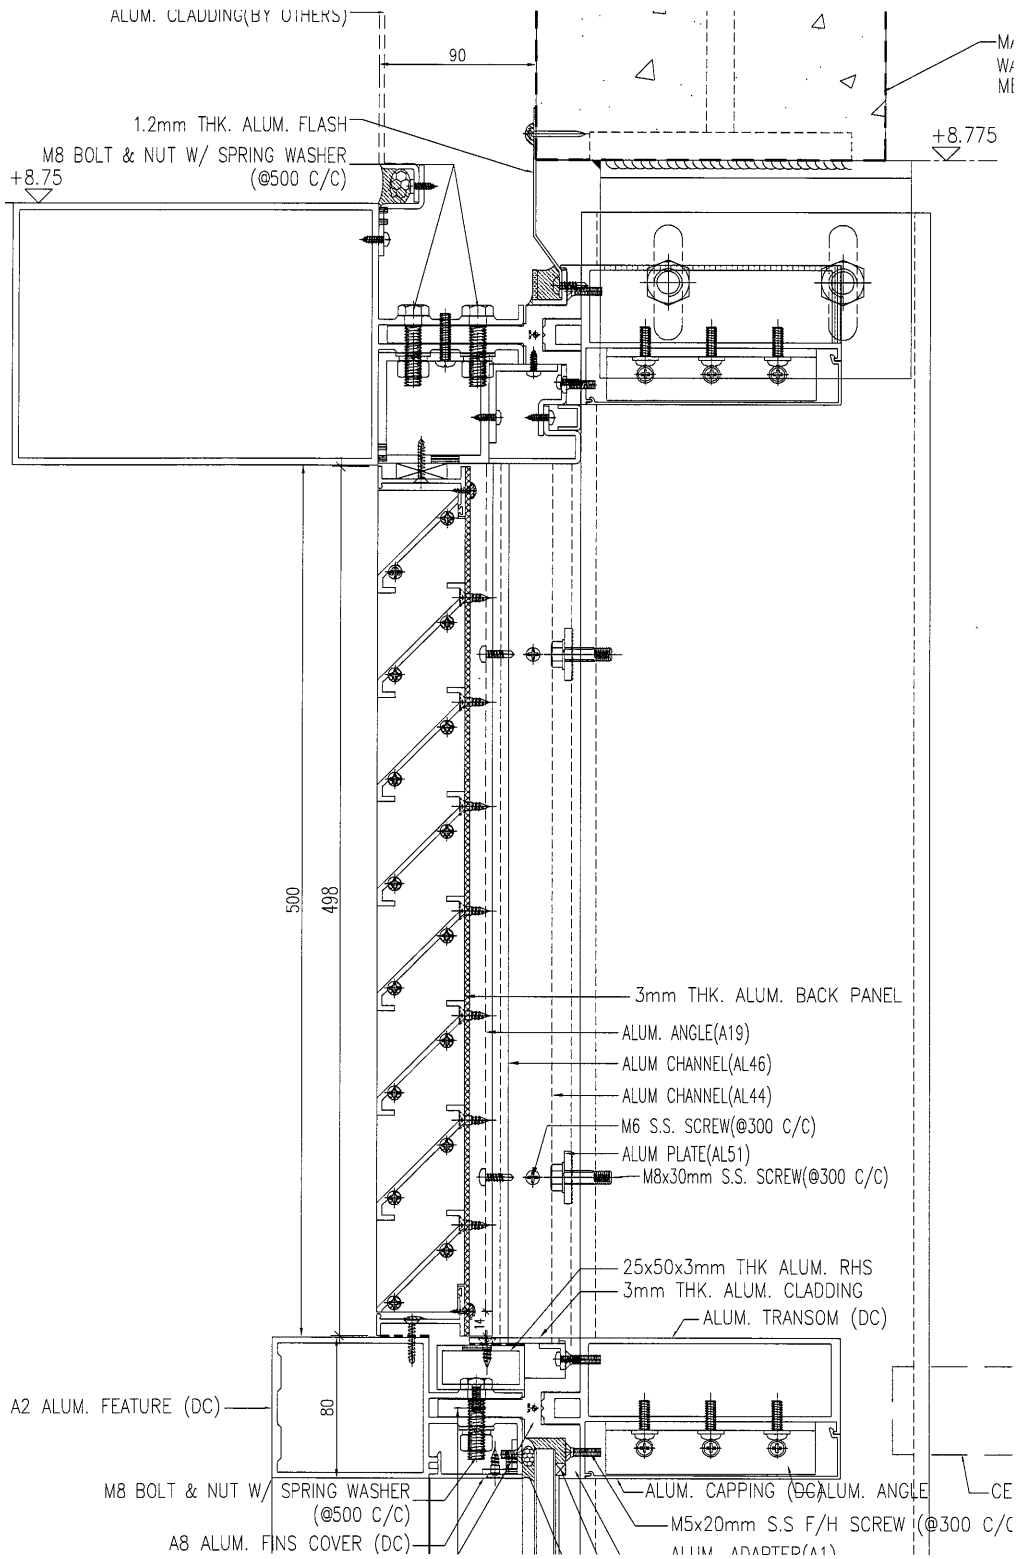 ALUM. CLADDING(BY OTHERS)
90
1.2mm THK. ALUM. FLASH
M8 BOLT & NUT W/ SPRING WASHER
(@500 C/C)
+8.75
+8.775
500
498
3mm THK. ALUM. BACK PANEL
ALUM. ANGLE(A19)
ALUM CHANNEL(AL46)
ALUM CHANNEL(AL44)
M6 S.S. SCREW(@300 C/C)
ALUM PLATE(AL51)
M8x30mm S.S. SCREW(@300 C/C)
25x50x3mm THK ALUM. RHS
3mm THK. ALUM. CLADDING
ALUM. TRANSOM (DC)
14
A2 ALUM. FEATURE (DC)
80
M8 BOLT & NUT W/ SPRING WASHER
(@500 C/C)
A8 ALUM. FINS COVER (DC)
ALUM. CAPPING (DC)
ALUM. ANGLE
CE
M5x20mm S.S F/H SCREW (@300 C/C
ALUM. ADAPTER(A1)